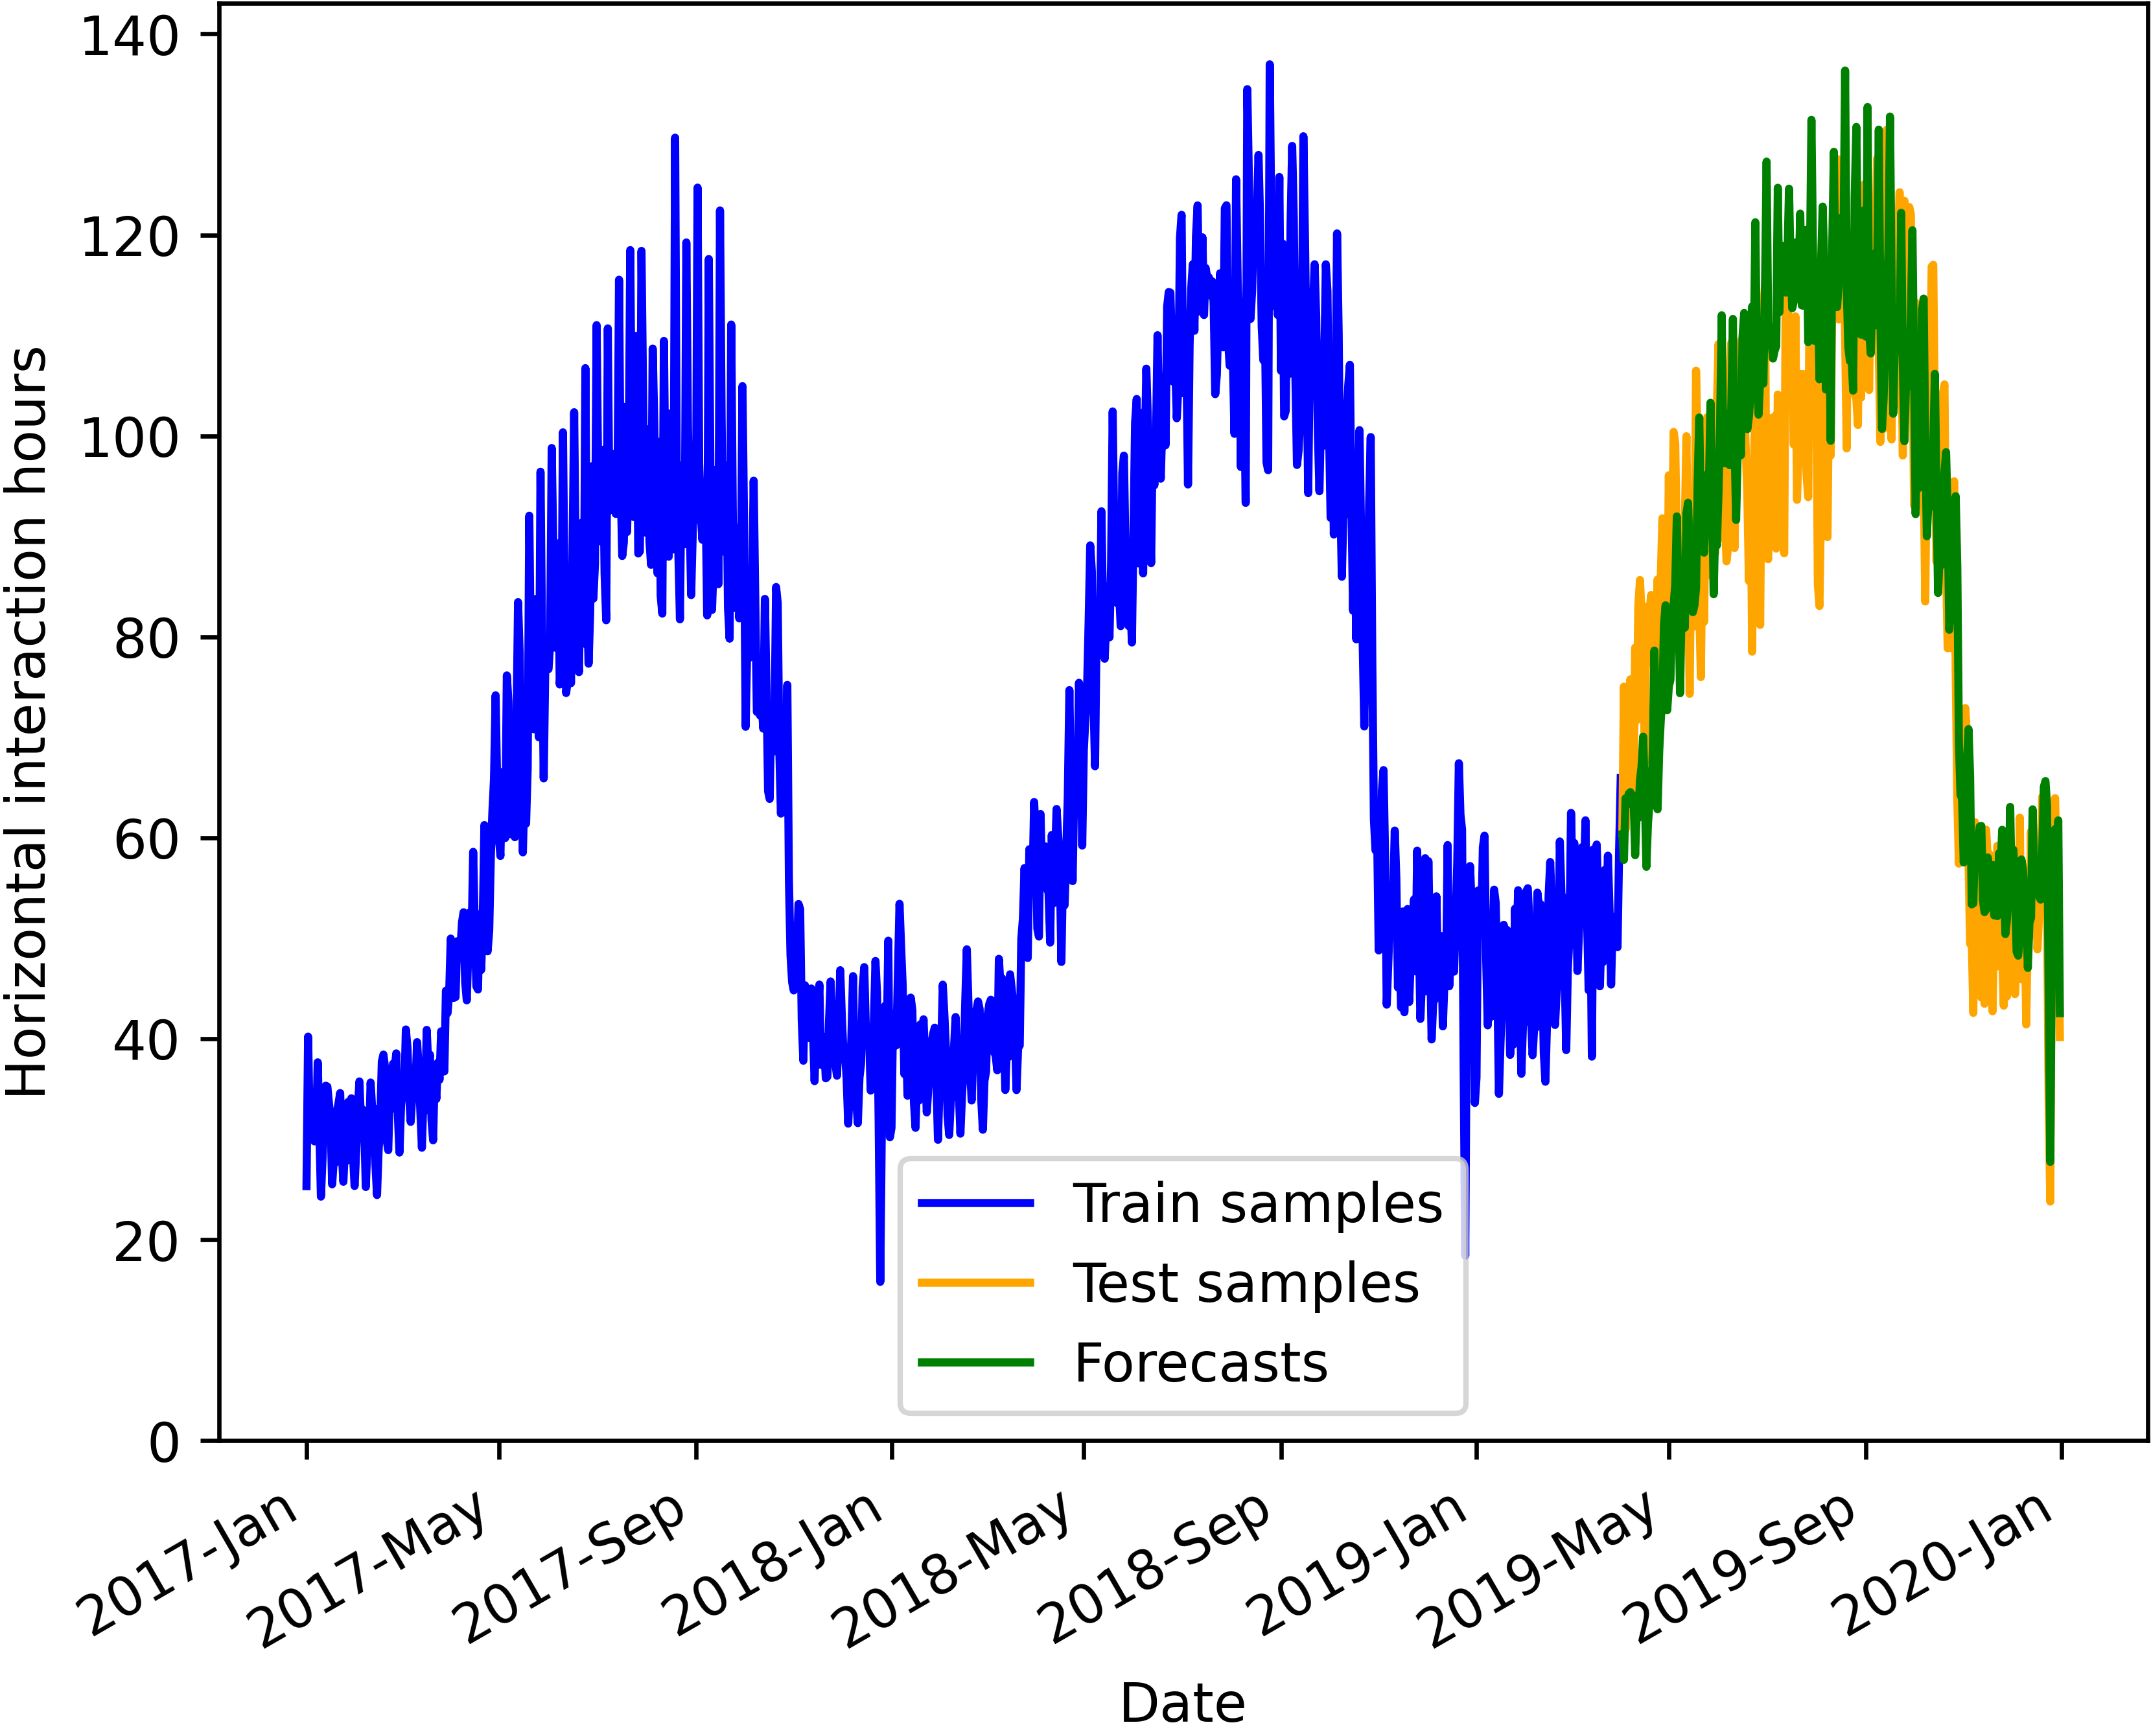 Horizontal interaction hours
140
120
100
80
60
40
20
0
Train samples
Test samples
Forecasts
2017-Jan
2017-May
2017-Sep
2018-Jan
2018-May
2018-Sep
2019-Jan
2019-May
2019-Sep
2020-Jan
Date